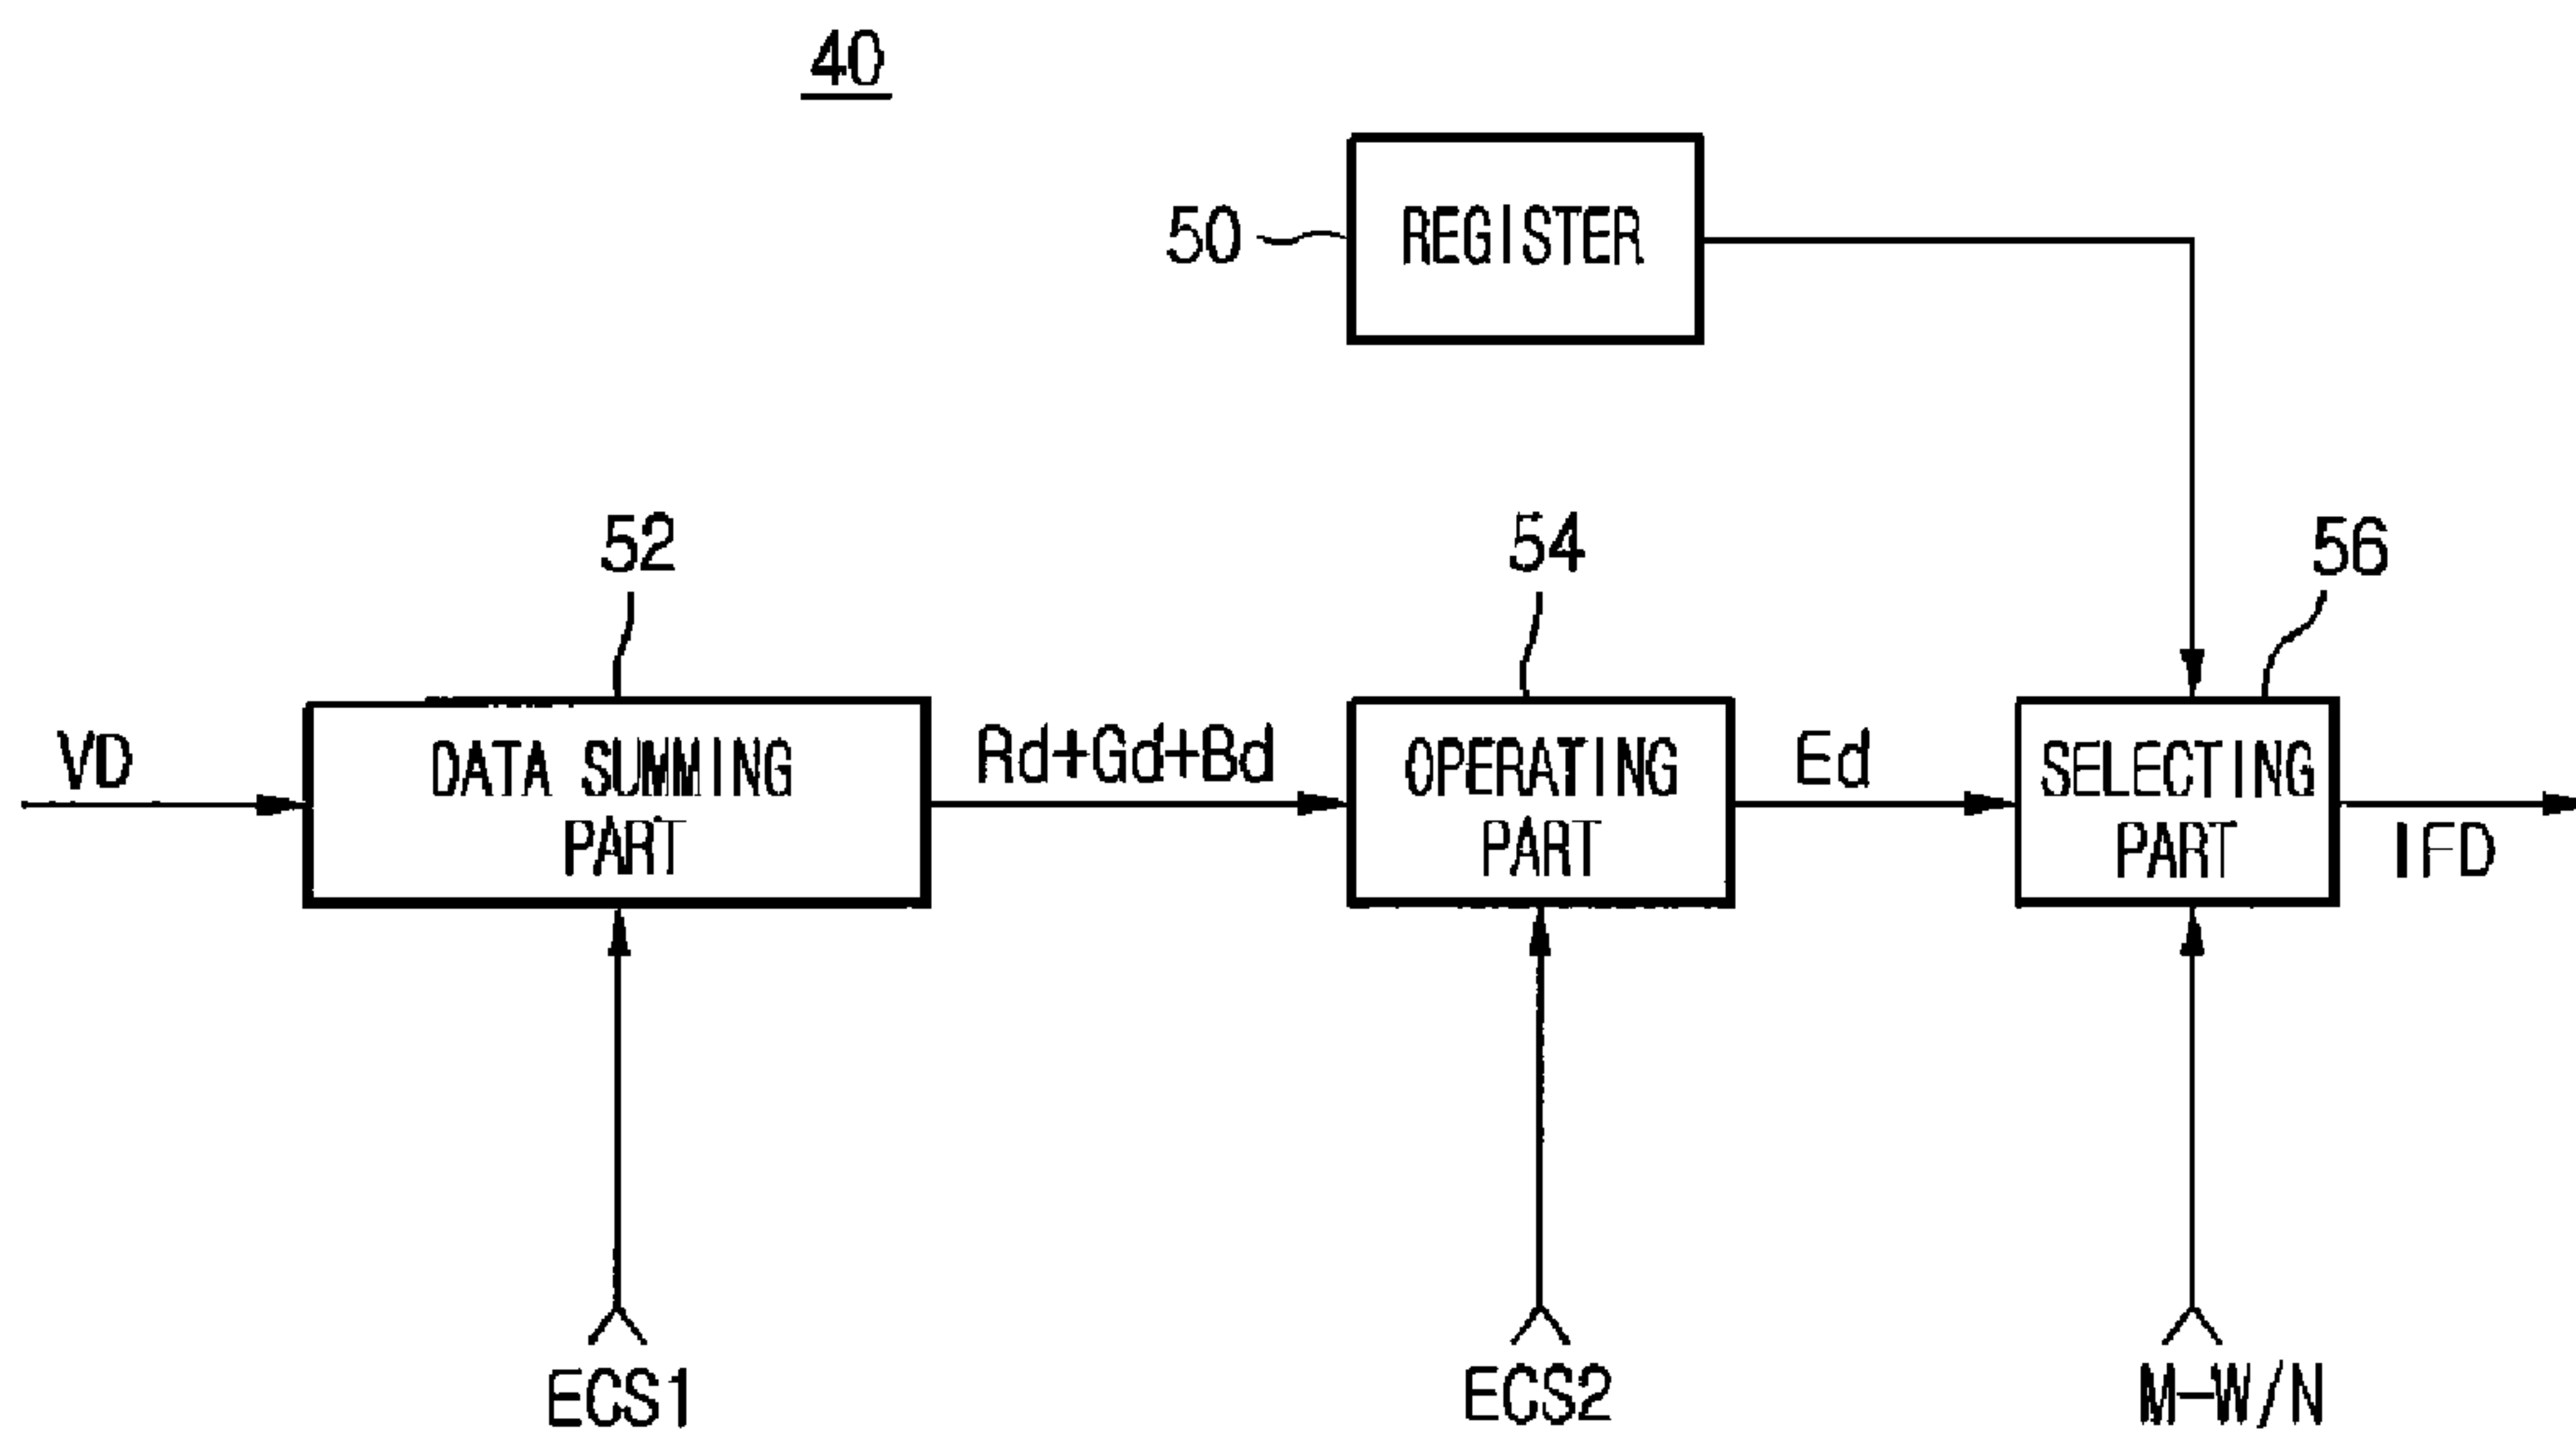 40
REGISTER
50
52
54
56
VD
DATA SUMMING
PART
Rd+Gd+Bd
OPERATING
PART
Ed
SELECTING
PART
IFD
ECS1
ECS2
M-W/N